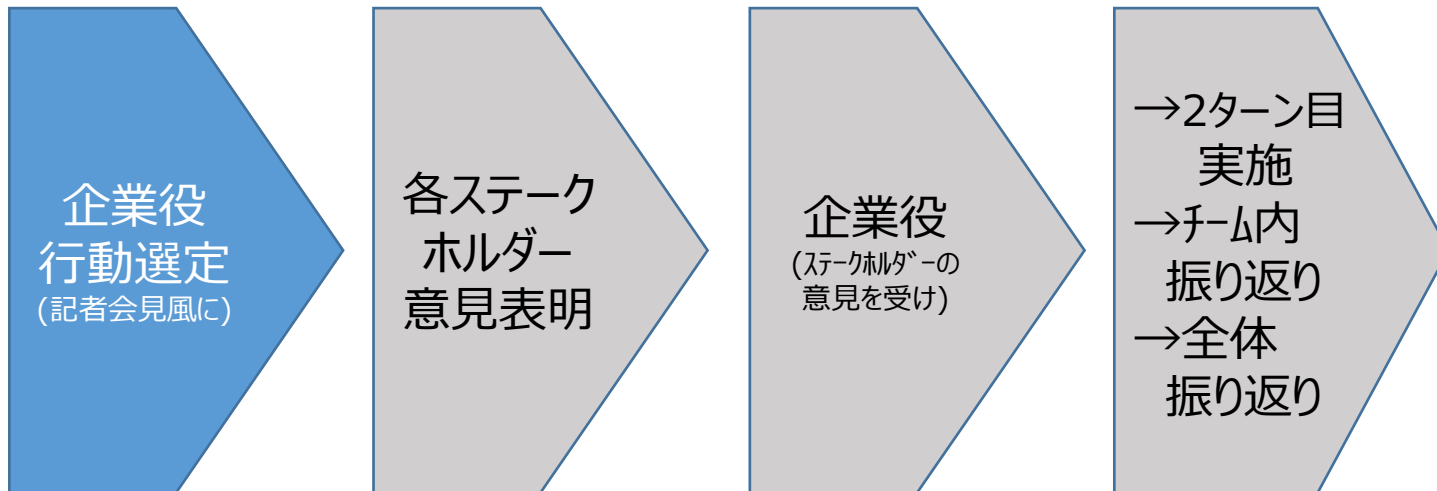 企業役
行動選定
(記者会見風に)
各ステーク
ホルダー
意見表明
企業役
(ｽﾃｰｸﾎﾙﾀﾞｰの
意見を受け)
→2ターン目
実施
→ﾁｰﾑ内
振り返り
→全体
振り返り